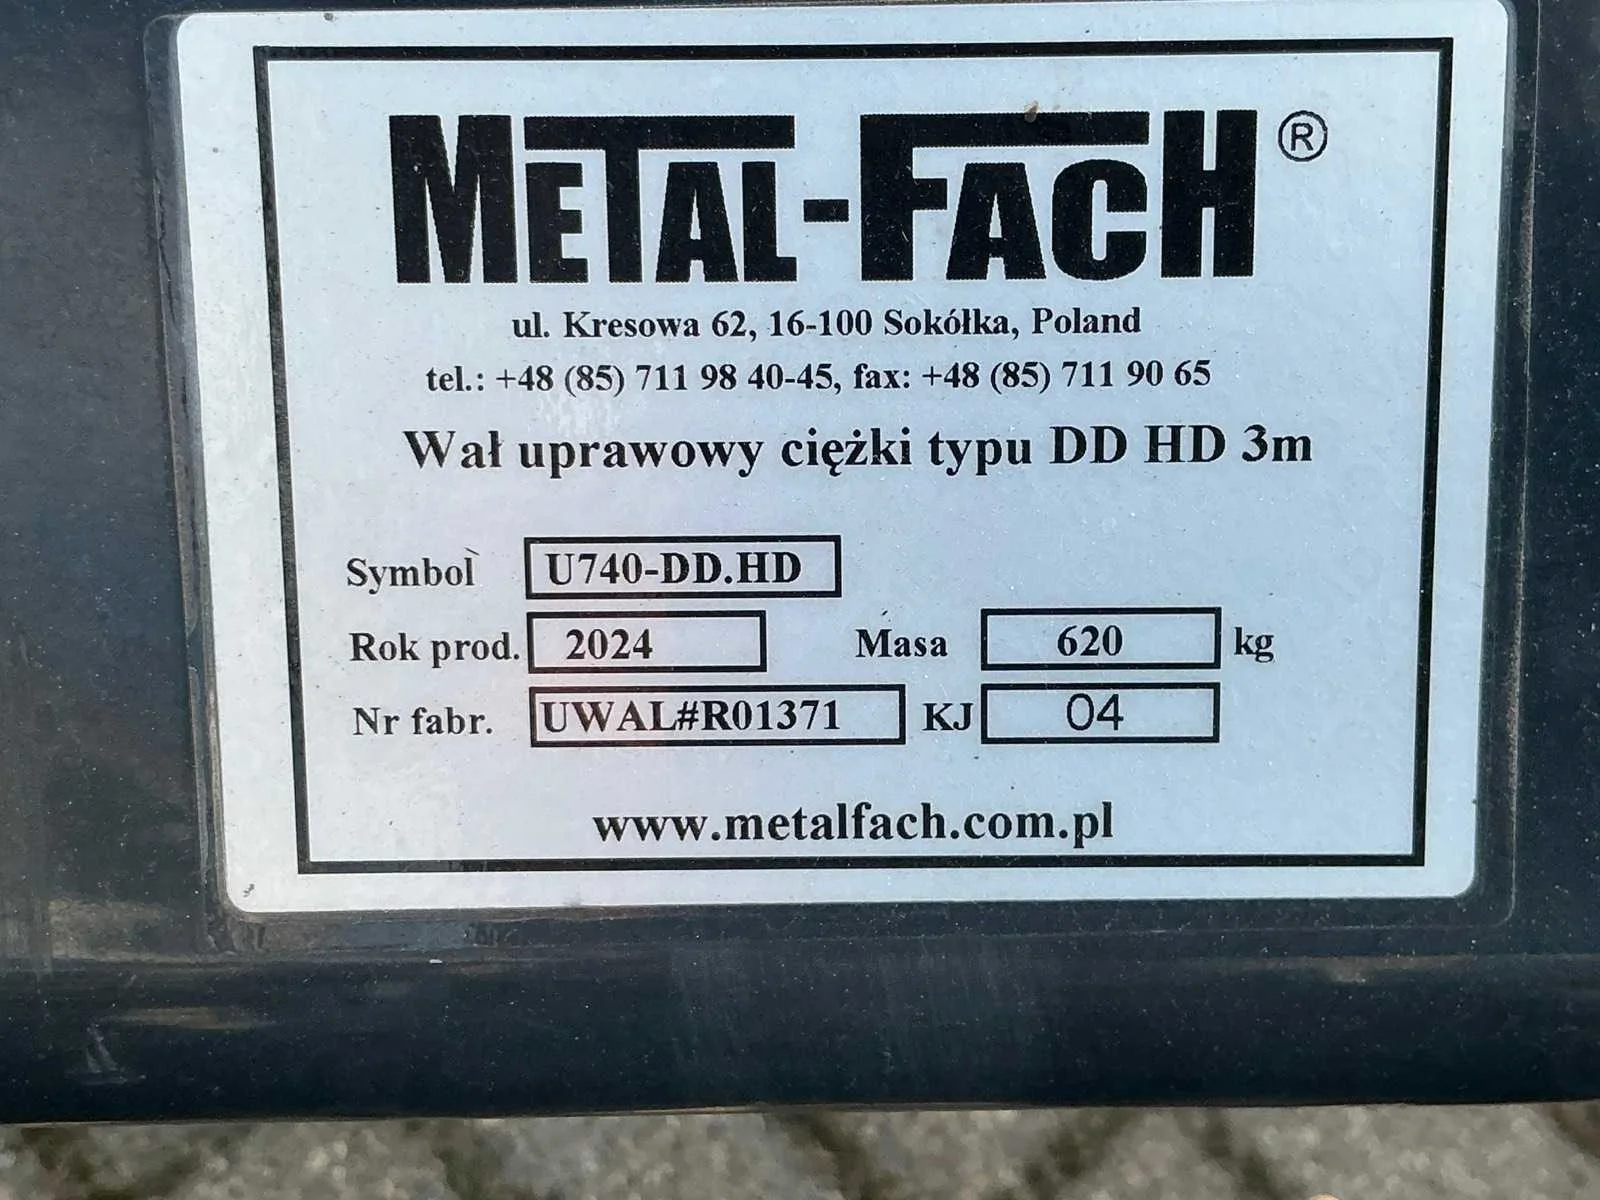 METAL-FACH®
ul. Kresowa 62, 16-100 Sokółka, Poland
tel.: +48 (85) 711 98 40-45, fax: +48 (85) 711 90 65
Wał uprawowy ciężki typu DD HD 3m
Symbol U740-DD.HD
Rok prod. 2024 Masa 620 kg
Nr fabr. UWAL#R01371 KJ 04
www.metalfach.com.pl